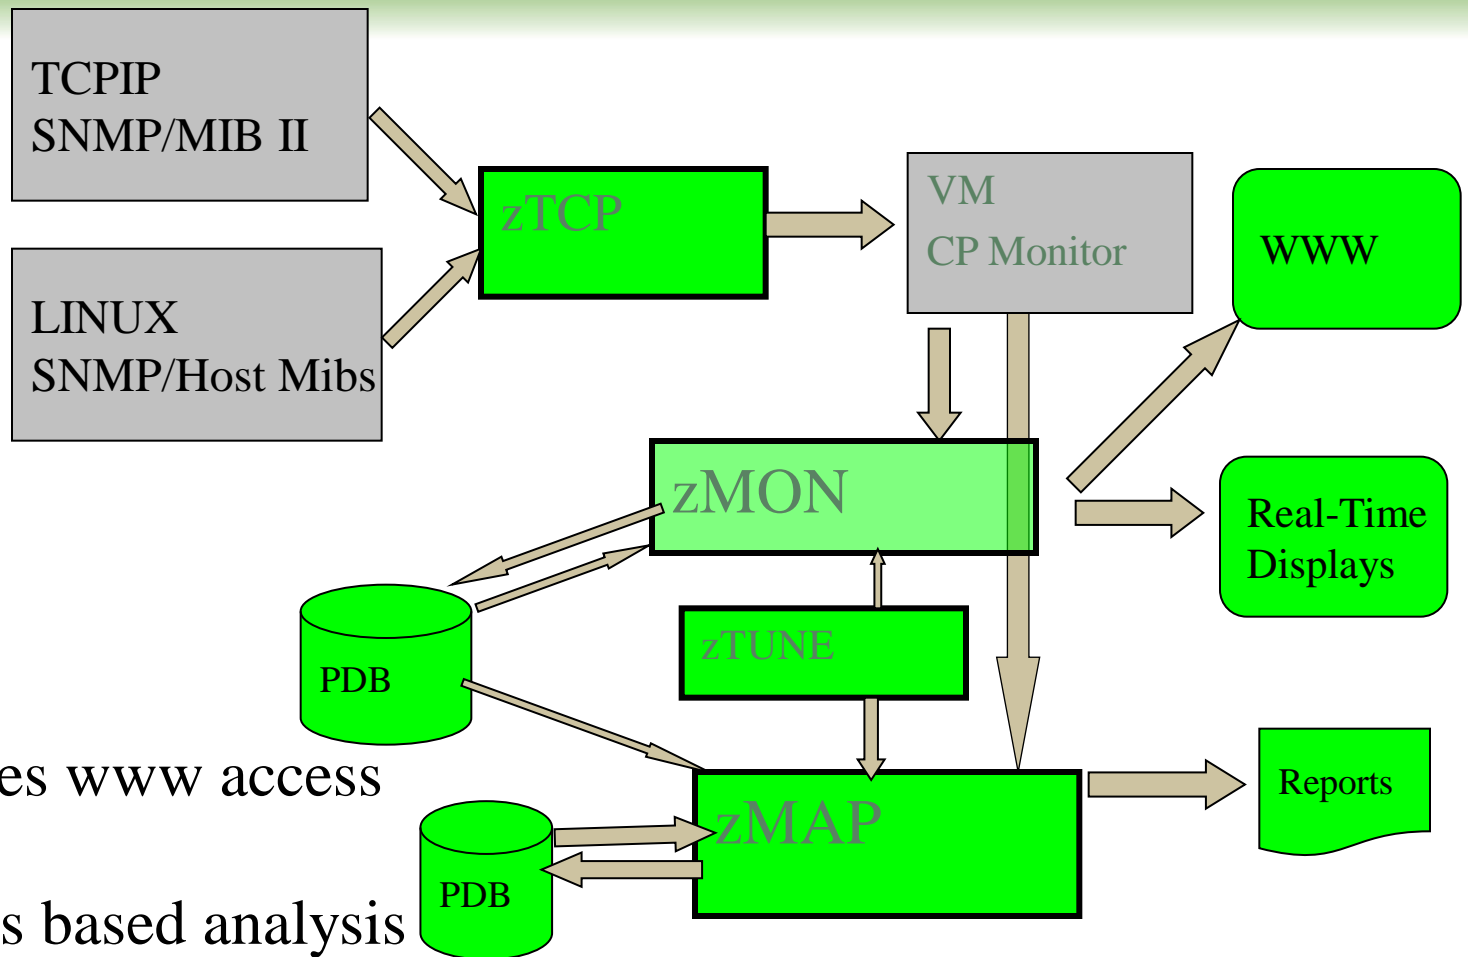 TCPIP
SNMP/MIB II
LINUX
SNMP/Host Mibs
zTCP
VM
CP Monitor
WWW
zMON
Real-Time
Displays
zTUNE
PDB
es www access
zMAP
Reports
PDB
s based analysis